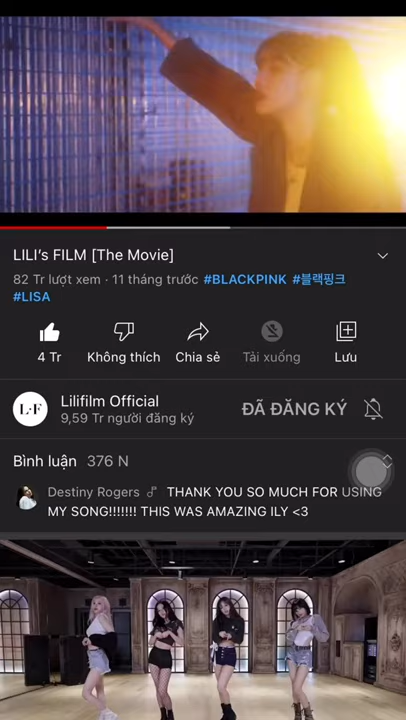 LILI's FILM [The Movie]
82 Tr lượt xem · 11 tháng trước #BLACKPINK #블랙핑크
#LISA
4 Tr
Không thích
Chia sẻ
Tải xuống
Lưu
L·F
Lilifilm Official
9,59 Tr người đăng ký
ĐÃ ĐĂNG KÝ
Bình luận 376 N
Destiny Rogers THANK YOU SO MUCH FOR USING
MY SONG!!!!!!! THIS WAS AMAZING ILY <3